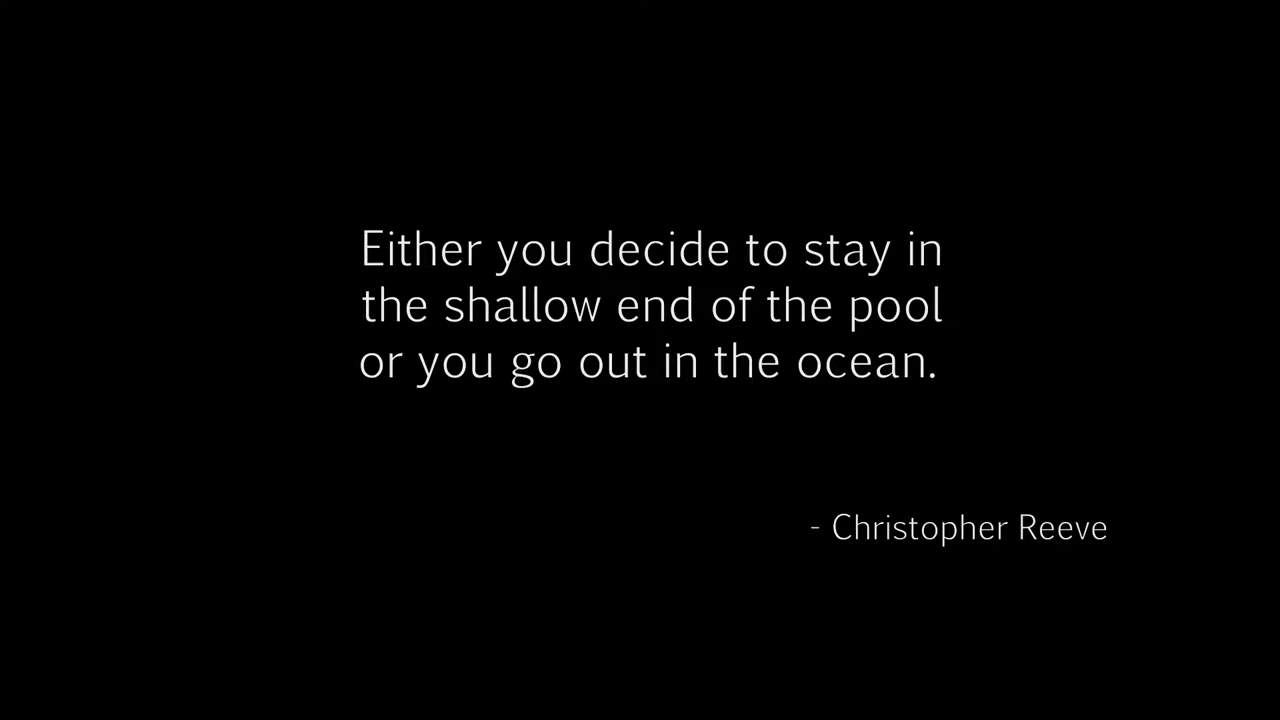 Either you decide to stay in
the shallow end of the pool
or you go out in the ocean.
- Christopher Reeve